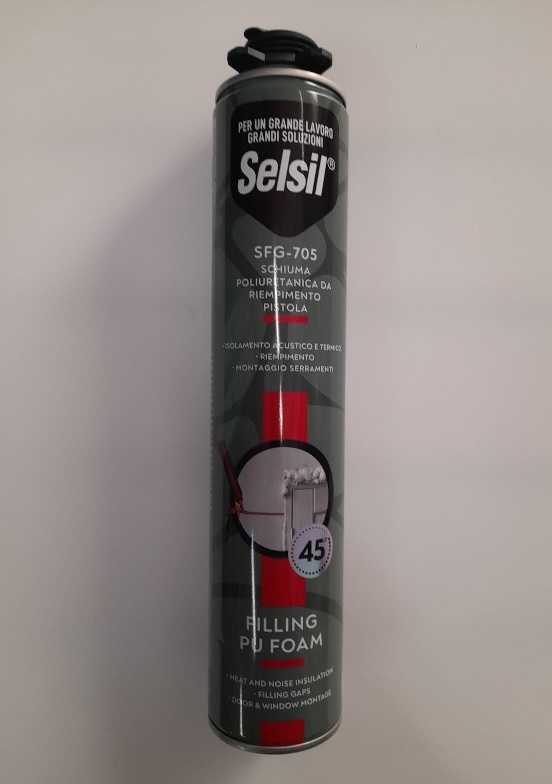 PER UN GRANDE LAVORO
GRANDI SOLUZIONI
Selsil®
SFG-705
SCHIUMA
POLIURETANICA DA
RIEMPIMENTO
PISTOLA
· ISOLAMENTO ACUSTICO E TERMICO
· RIEMPIMENTO
· MONTAGGIO SERRAMENTI
45
FILLING
PU FOAM
· HEAT AND NOISE INSULATION
· FILLING GAPS
· DOOR & WINDOW MONTAGE